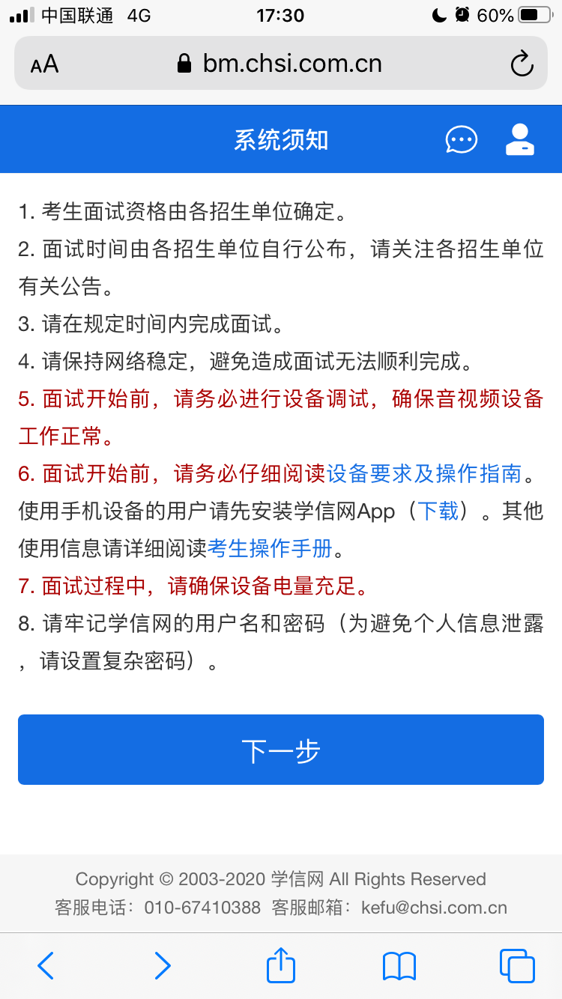 中国联通 4G 17:30 60%
AA bm.chsi.com.cn
系统须知
1. 考生面试资格由各招生单位确定。
2. 面试时间由各招生单位自行公布，请关注各招生单位
有关公告。
3. 请在规定时间内完成面试。
4. 请保持网络稳定，避免造成面试无法顺利完成。
5. 面试开始前，请务必进行设备调试，确保音视频设备
工作正常。
6. 面试开始前，请务必仔细阅读设备要求及操作指南。
使用手机设备的用户请先安装学信网App（下载）。其他
使用信息请详细阅读考生操作手册。
7. 面试过程中，请确保设备电量充足。
8. 请牢记学信网的用户名和密码（为避免个人信息泄露
，请设置复杂密码）。
下一步
Copyright © 2003-2020 学信网 All Rights Reserved
客服电话：010-67410388 客服邮箱：kefu@chsi.com.cn